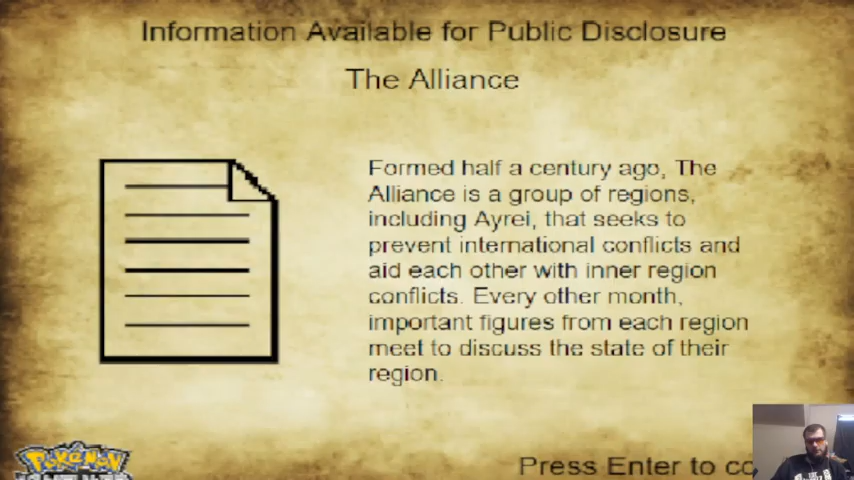 Information Available for Public Disclosure
The Alliance
Formed half a century ago, The
Alliance is a group of regions,
including Ayrei, that seeks to
prevent international conflicts and
aid each other with inner region
conflicts. Every other month,
important figures from each region
meet to discuss the state of their
region.
POKéMON
Press Enter to